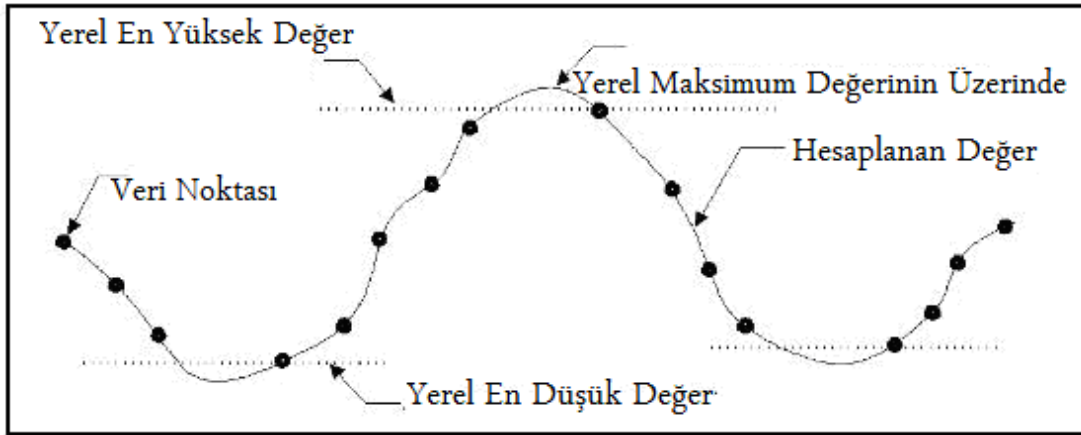 Yerel En Yüksek Değer
Yerel Maksimum Değerinin Üzerinde
Hesaplanan Değer
Veri Noktası
Yerel En Düşük Değer